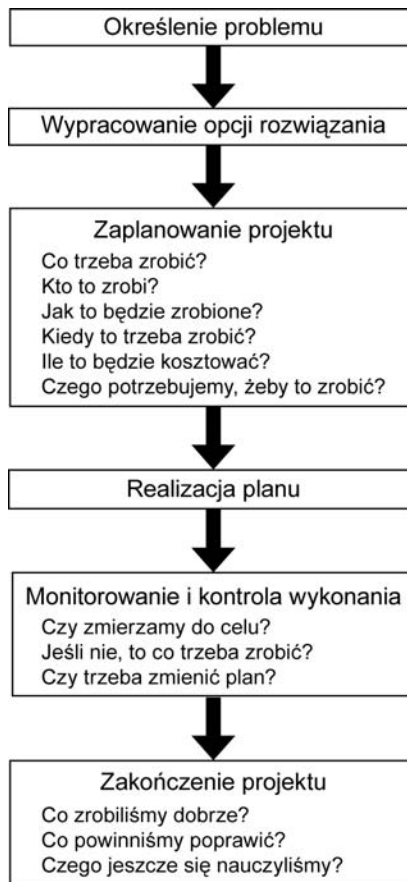 Określenie problemu
Wypracowanie opcji rozwiązania
Zaplanowanie projektu
Co trzeba zrobić?
Kto to zrobi?
Jak to będzie zrobione?
Kiedy to trzeba zrobić?
Ile to będzie kosztować?
Czego potrzebujemy, żeby to zrobić?
Realizacja planu
Monitorowanie i kontrola wykonania
Czy zmierzamy do celu?
Jeśli nie, to co trzeba zrobić?
Czy trzeba zmienić plan?
Zakończenie projektu
Co zrobiliśmy dobrze?
Co powinniśmy poprawić?
Czego jeszcze się nauczyliśmy?